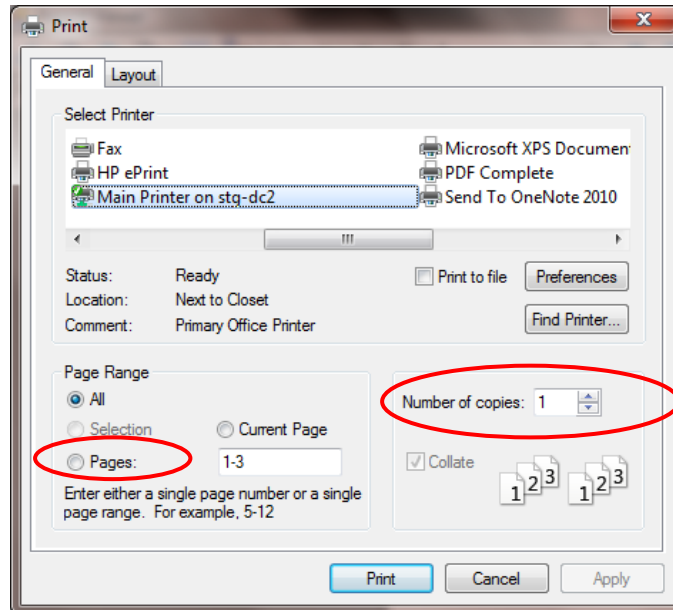 Print
General Layout
Select Printer
Fax Microsoft XPS Documen
HP ePrint PDF Complete
Main Printer on stg-dc2 Send To OneNote 2010
Status: Ready Print to file Preferences
Location: Next to Closet
Comment: Primary Office Printer Find Printer...
Page Range
All Number of copies: 1
Selection Current Page
Pages: 1-3 Collate 1 2 3 1 2 3
Enter either a single page number or a single
page range. For example, 5-12
Print Cancel Apply